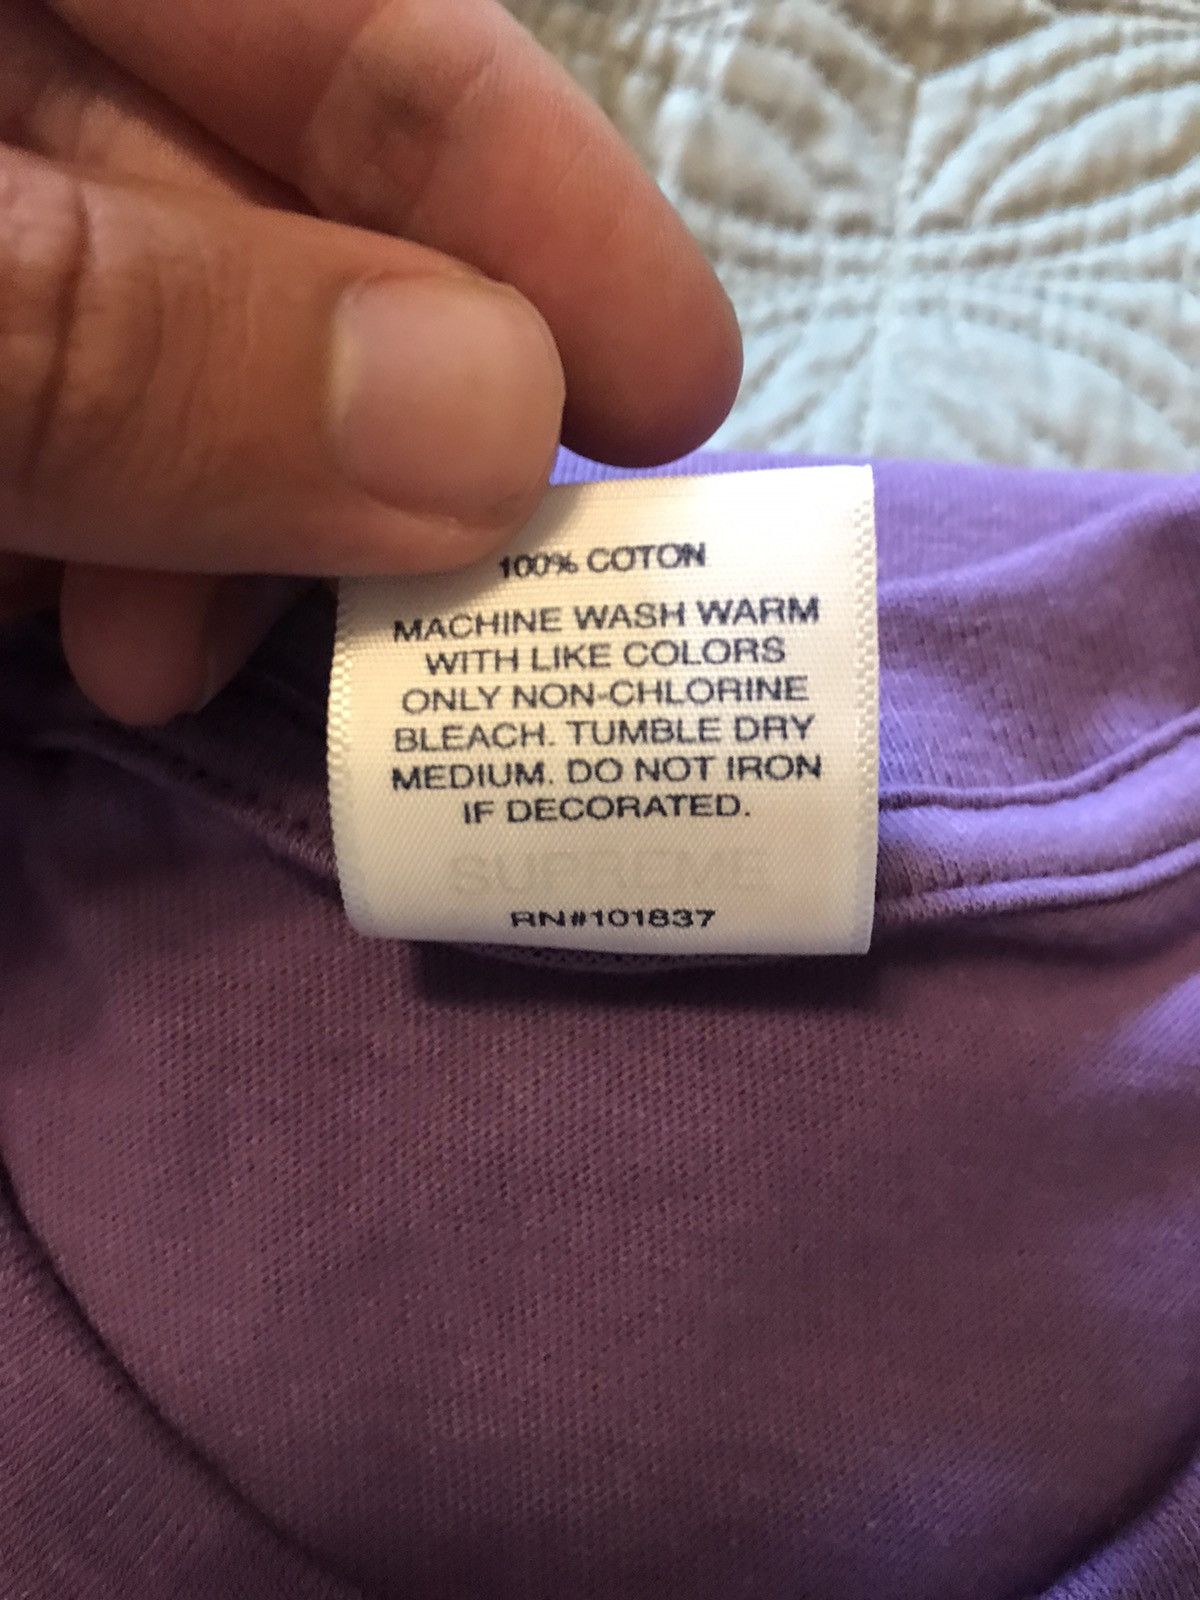 100% COTON
MACHINE WASH WARM
WITH LIKE COLORS
ONLY NON-CHLORINE
BLEACH. TUMBLE DRY
MEDIUM. DO NOT IRON
IF DECORATED.
SUPREME
RN#101837